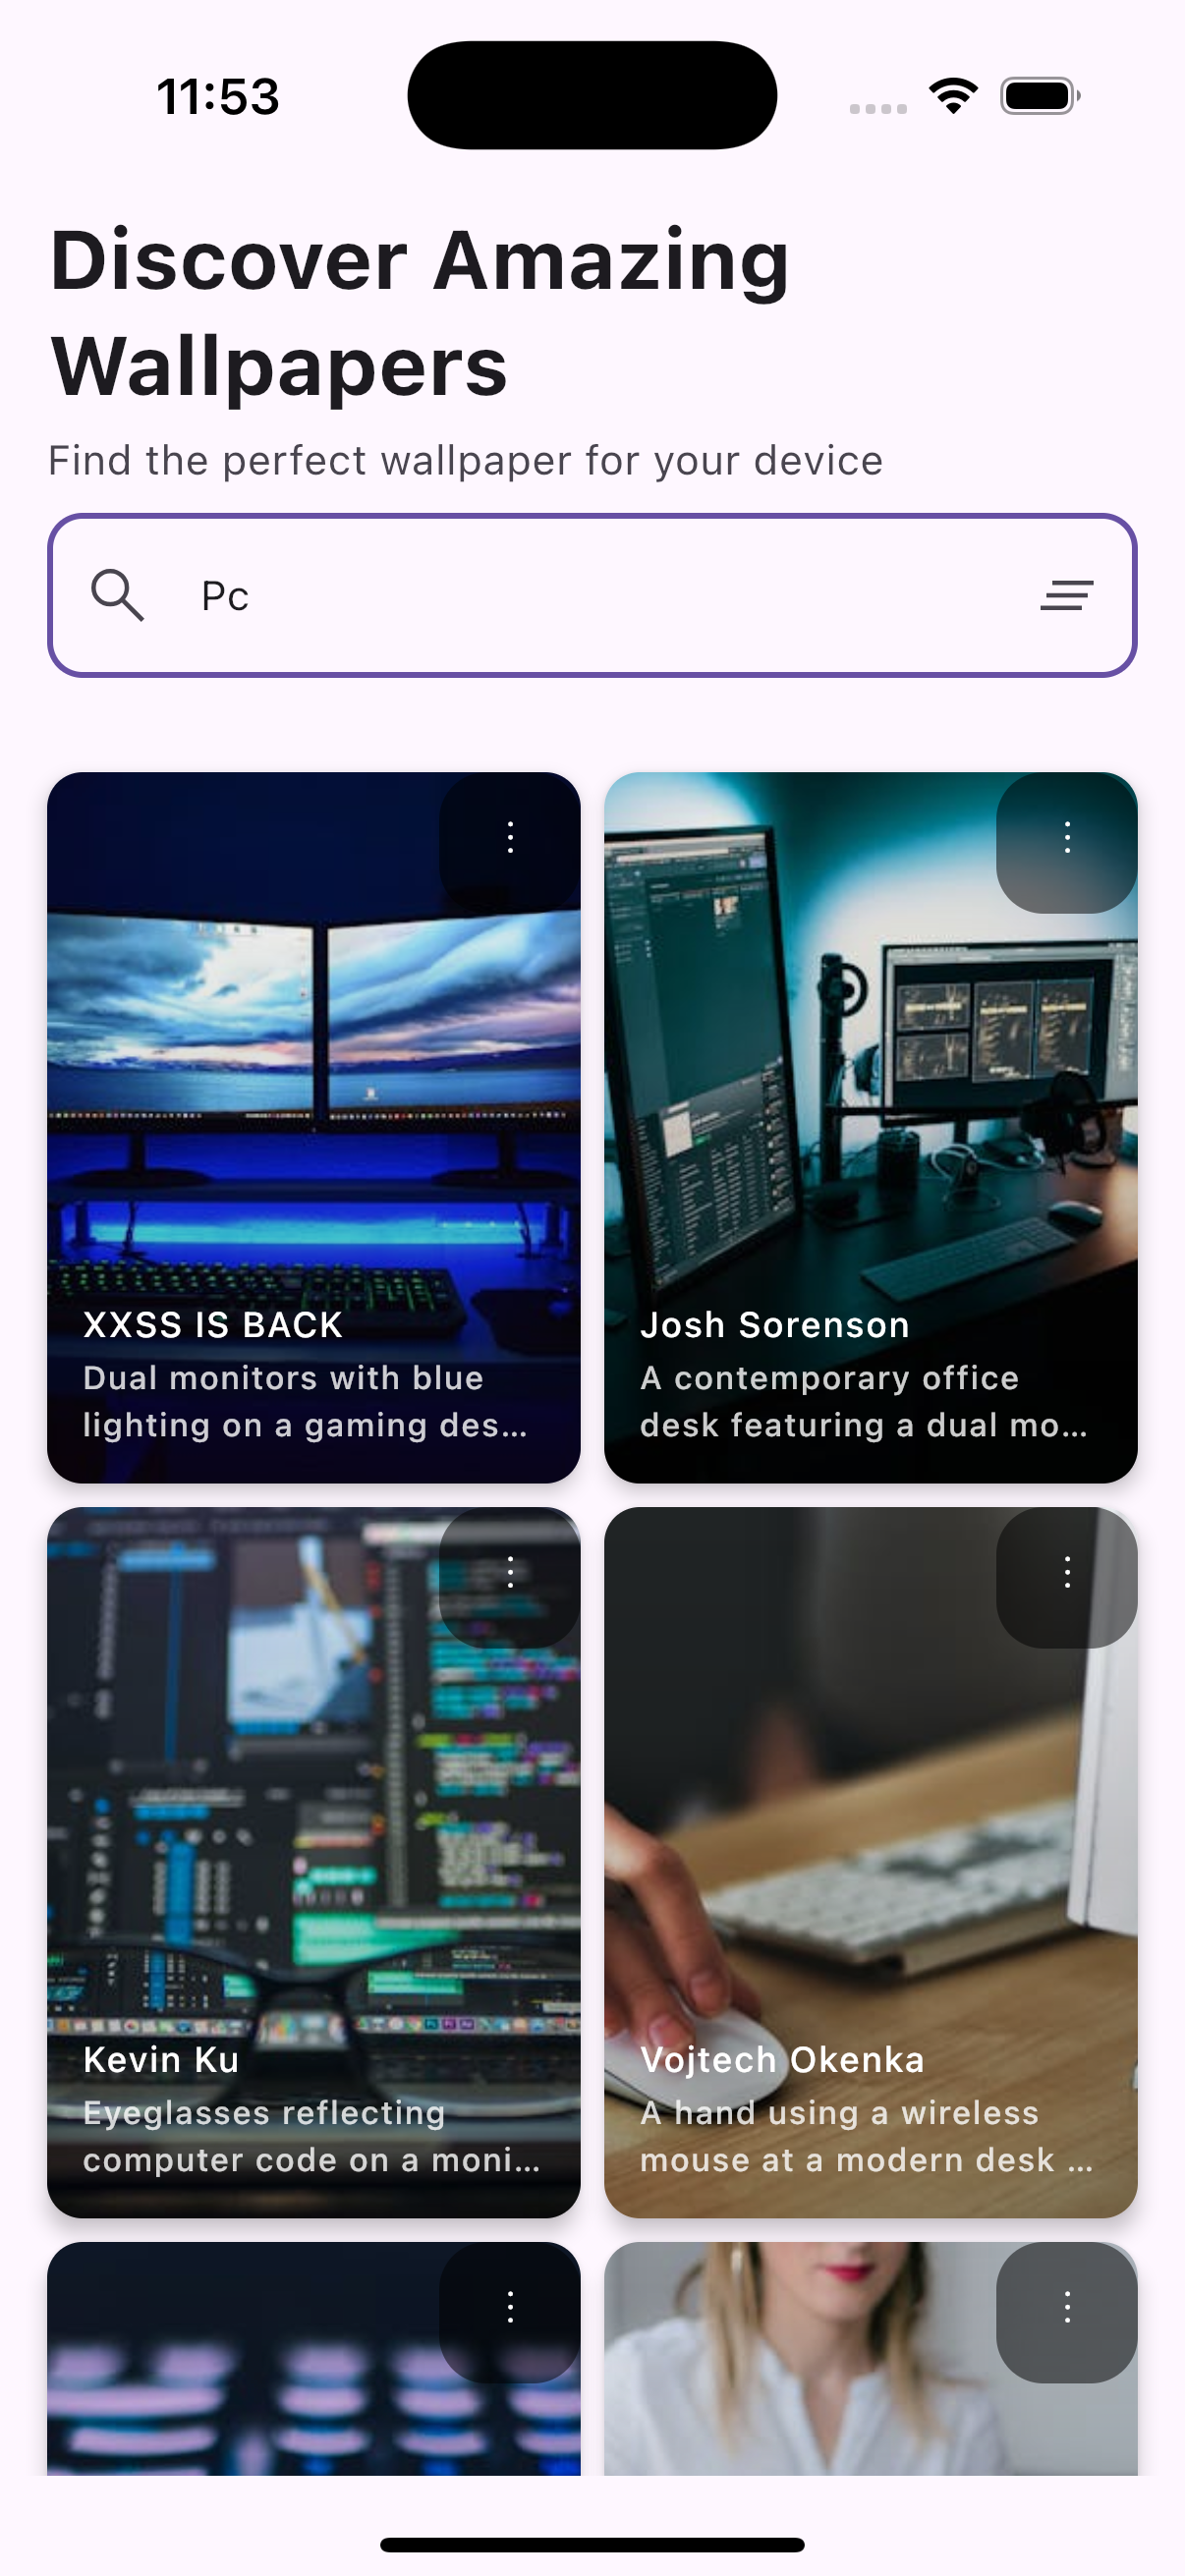 11:53
Discover Amazing
Wallpapers
Find the perfect wallpaper for your device
Pc
XXSS IS BACK
Dual monitors with blue
lighting on a gaming des...
Josh Sorenson
A contemporary office
desk featuring a dual mo...
Kevin Ku
Eyeglasses reflecting
computer code on a moni...
Vojtech Okenka
A hand using a wireless
mouse at a modern desk ...